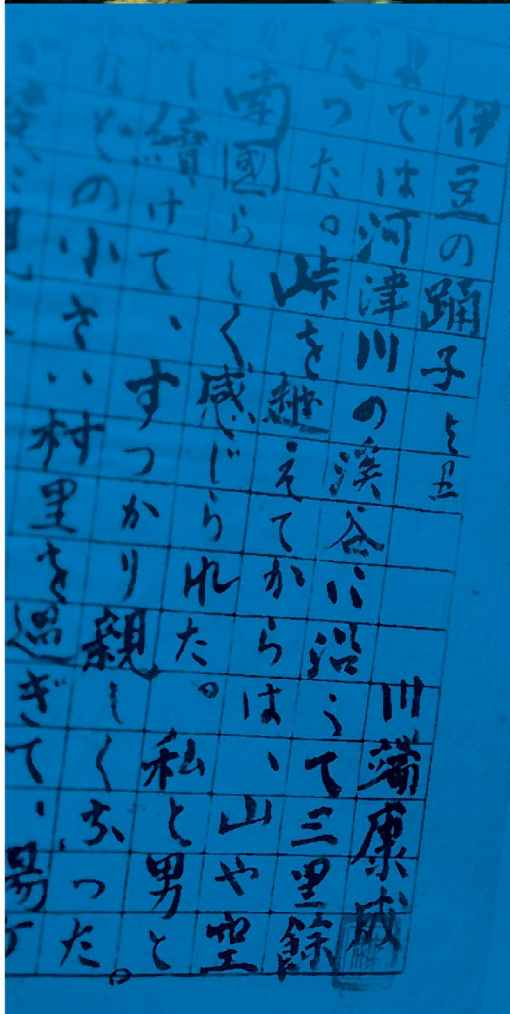 伊豆の踊子 川端康成
では河津川の渓谷に沿うて三里餘
つた。峠を越えてからは、山や空
南國らしく感じられた。私と男と
し續けて、すつかり親しくなつた。
などの小さい村里を過ぎて、湯ケ